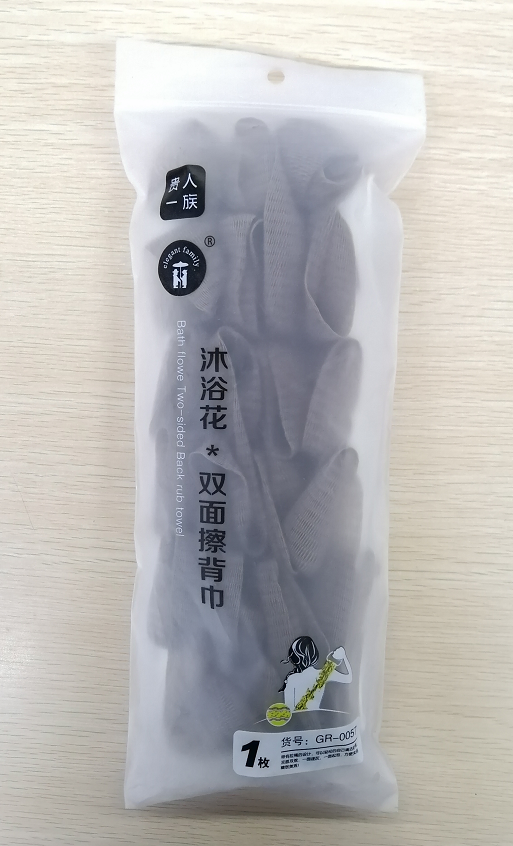 贵人
一族
elegant family
®
沐浴花 * 双面擦背巾
Bath flowe Two-sided Back rub towel
1枚
货号: GR-0057